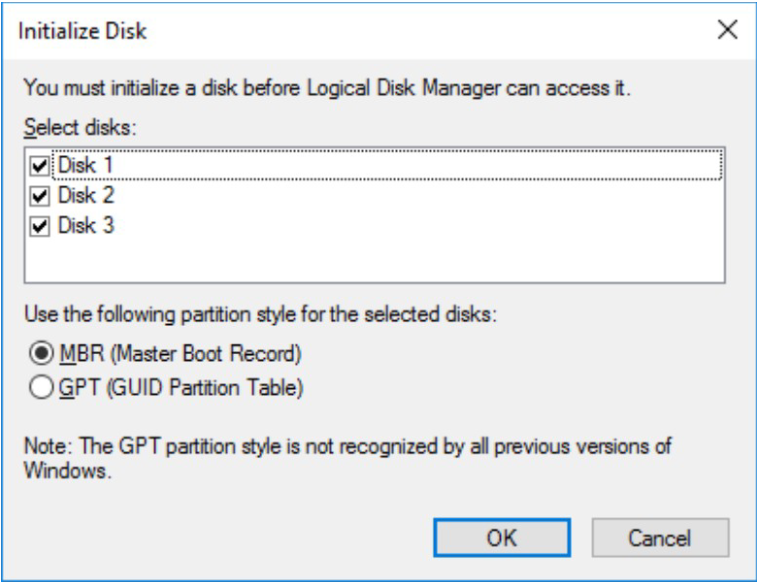 Initialize Disk
You must initialize a disk before Logical Disk Manager can access it.
Select disks:
Disk 1
Disk 2
Disk 3
Use the following partition style for the selected disks:
MBR (Master Boot Record)
GPT (GUID Partition Table)
Note: The GPT partition style is not recognized by all previous versions of
Windows.
OK Cancel